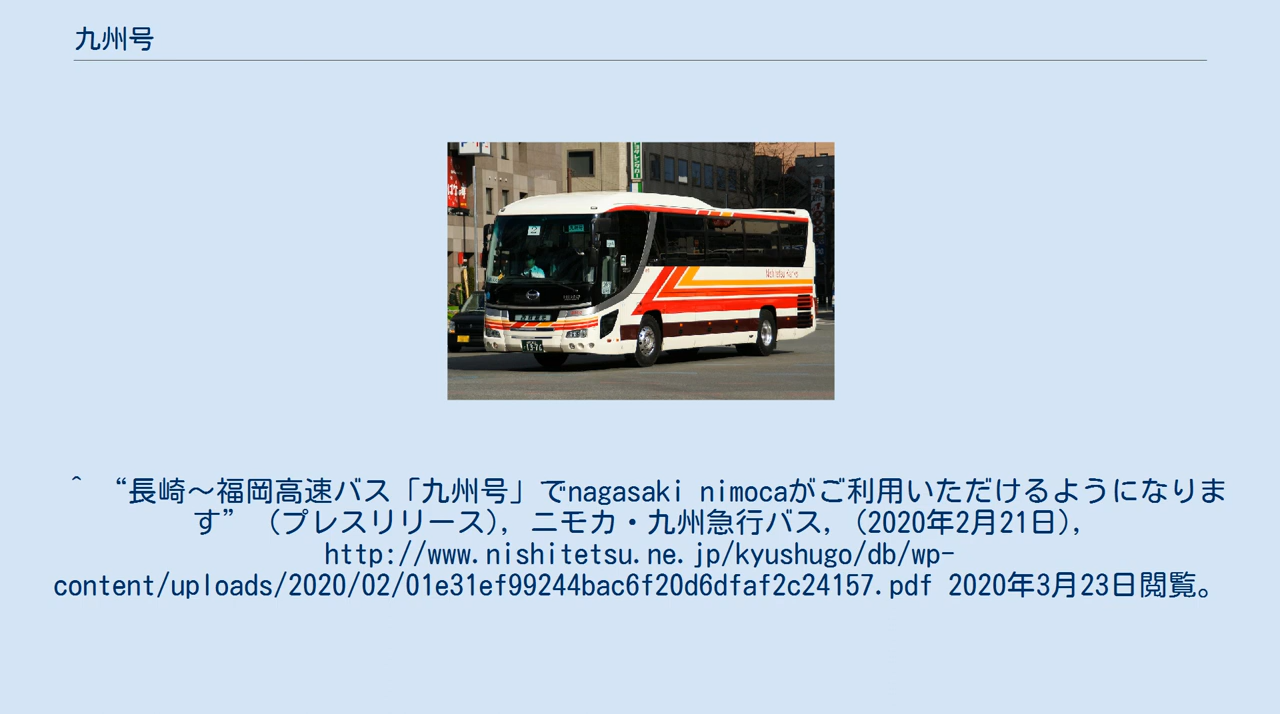 九州号
^ “長崎～福岡高速バス「九州号」でnagasaki nimocaがご利用いただけるようになりま
す” (プレスリリース), ニモカ・九州急行バス, (2020年2月21日),
http://www.nishitetsu.ne.jp/kyushugo/db/wp-
content/uploads/2020/02/01e31ef99244bac6f20d6dfaf2c24157.pdf 2020年3月23日閲覧。